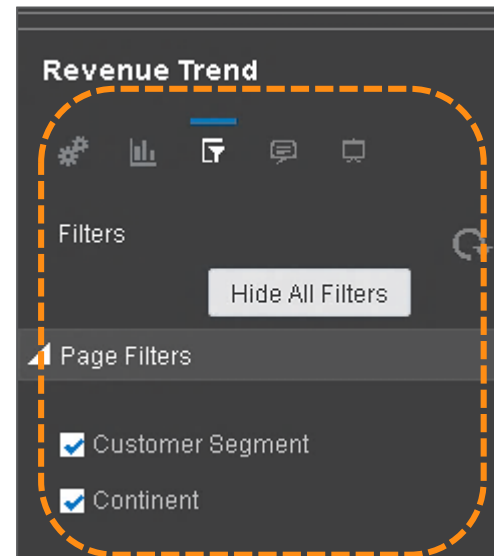 Revenue Trend
Filters
Hide All Filters
Page Filters
Customer Segment
Continent